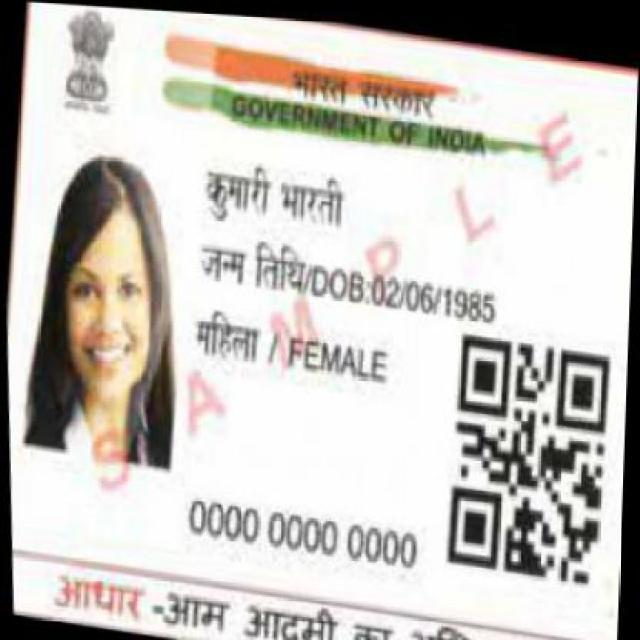 भारत सरकार
GOVERNMENT OF INDIA
कुमारी भारती
जन्म तिथि/DOB:02/06/1985
महिला / FEMALE
SAMPLE
0000 0000 0000
आधार -आम आदमी का